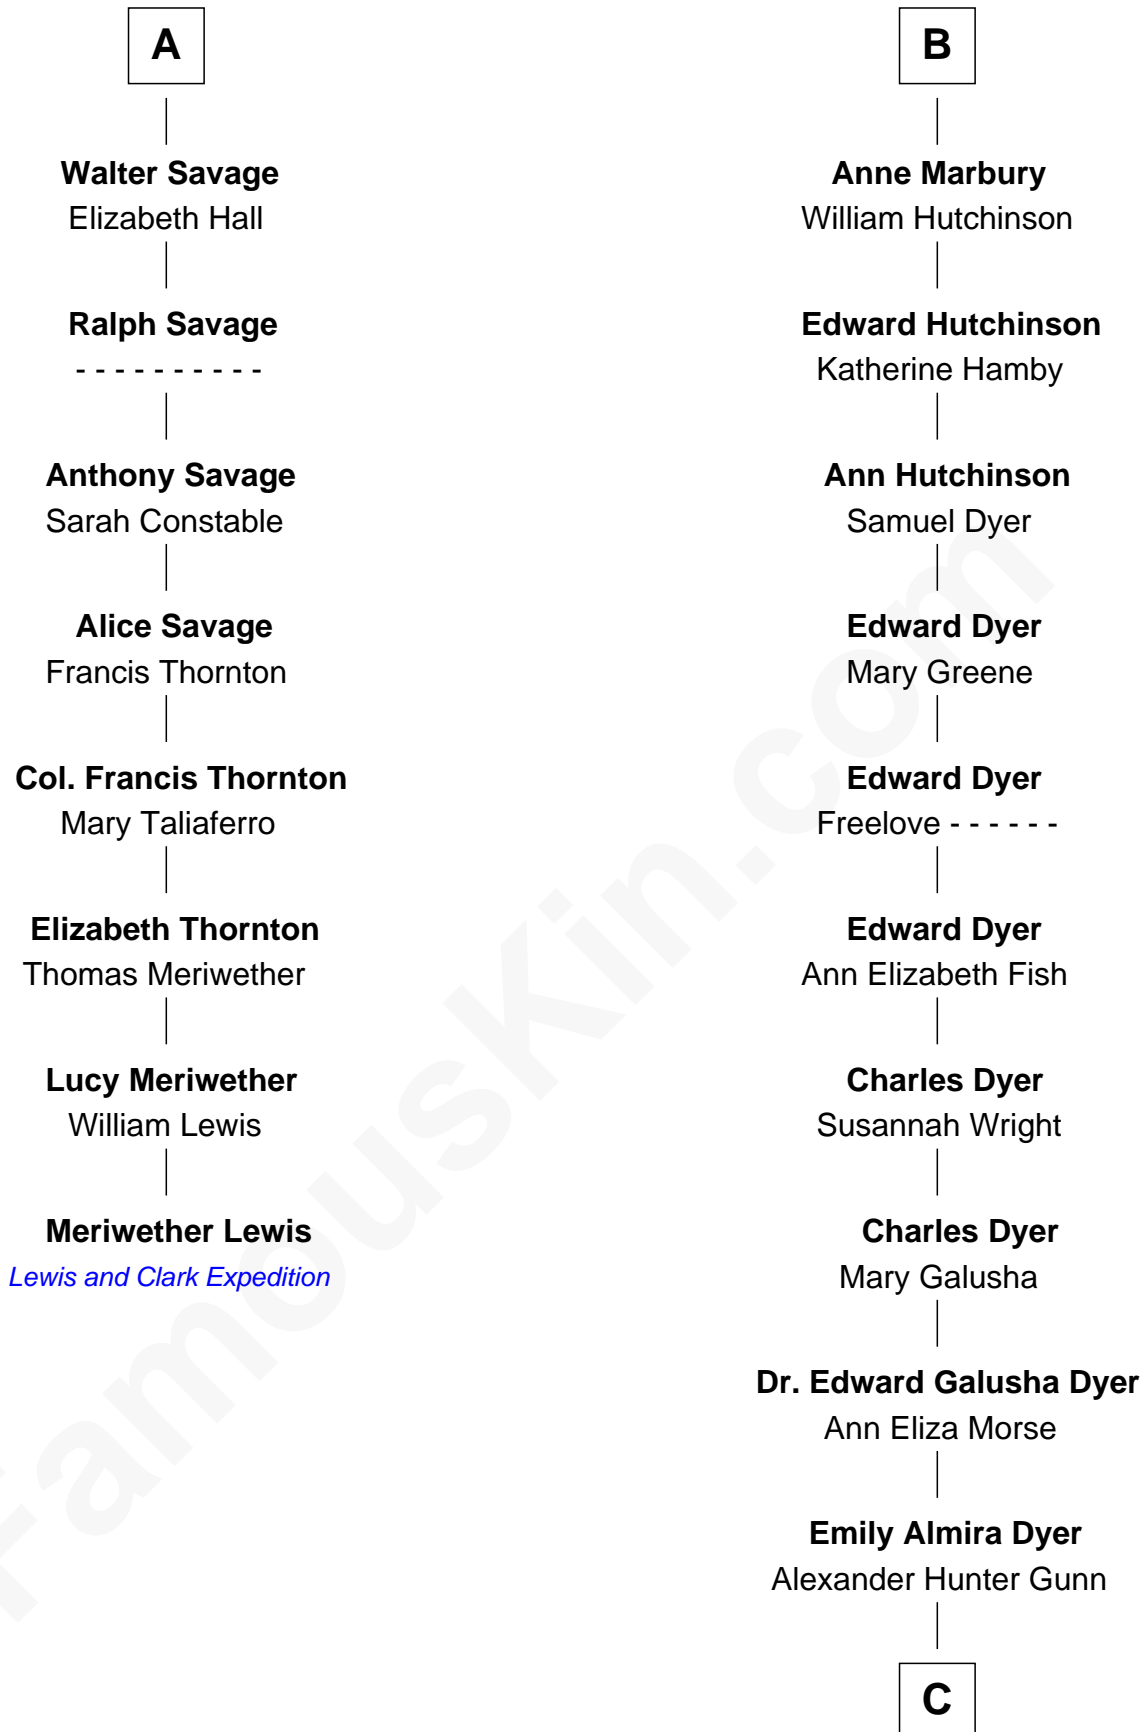 A
Walter Savage
Elizabeth Hall
Ralph Savage
- - - - - - - - - -
Anthony Savage
Sarah Constable
Alice Savage
Francis Thornton
Col. Francis Thornton
Mary Taliaferro
Elizabeth Thornton
Thomas Meriwether
Lucy Meriwether
William Lewis
Meriwether Lewis
Lewis and Clark Expedition
B
Anne Marbury
William Hutchinson
Edward Hutchinson
Katherine Hamby
Ann Hutchinson
Samuel Dyer
Edward Dyer
Mary Greene
Edward Dyer
Freelove - - - - - -
Edward Dyer
Ann Elizabeth Fish
Charles Dyer
Susannah Wright
Charles Dyer
Mary Galusha
Dr. Edward Galusha Dyer
Ann Eliza Morse
Emily Almira Dyer
Alexander Hunter Gunn
C
FamousKin.com